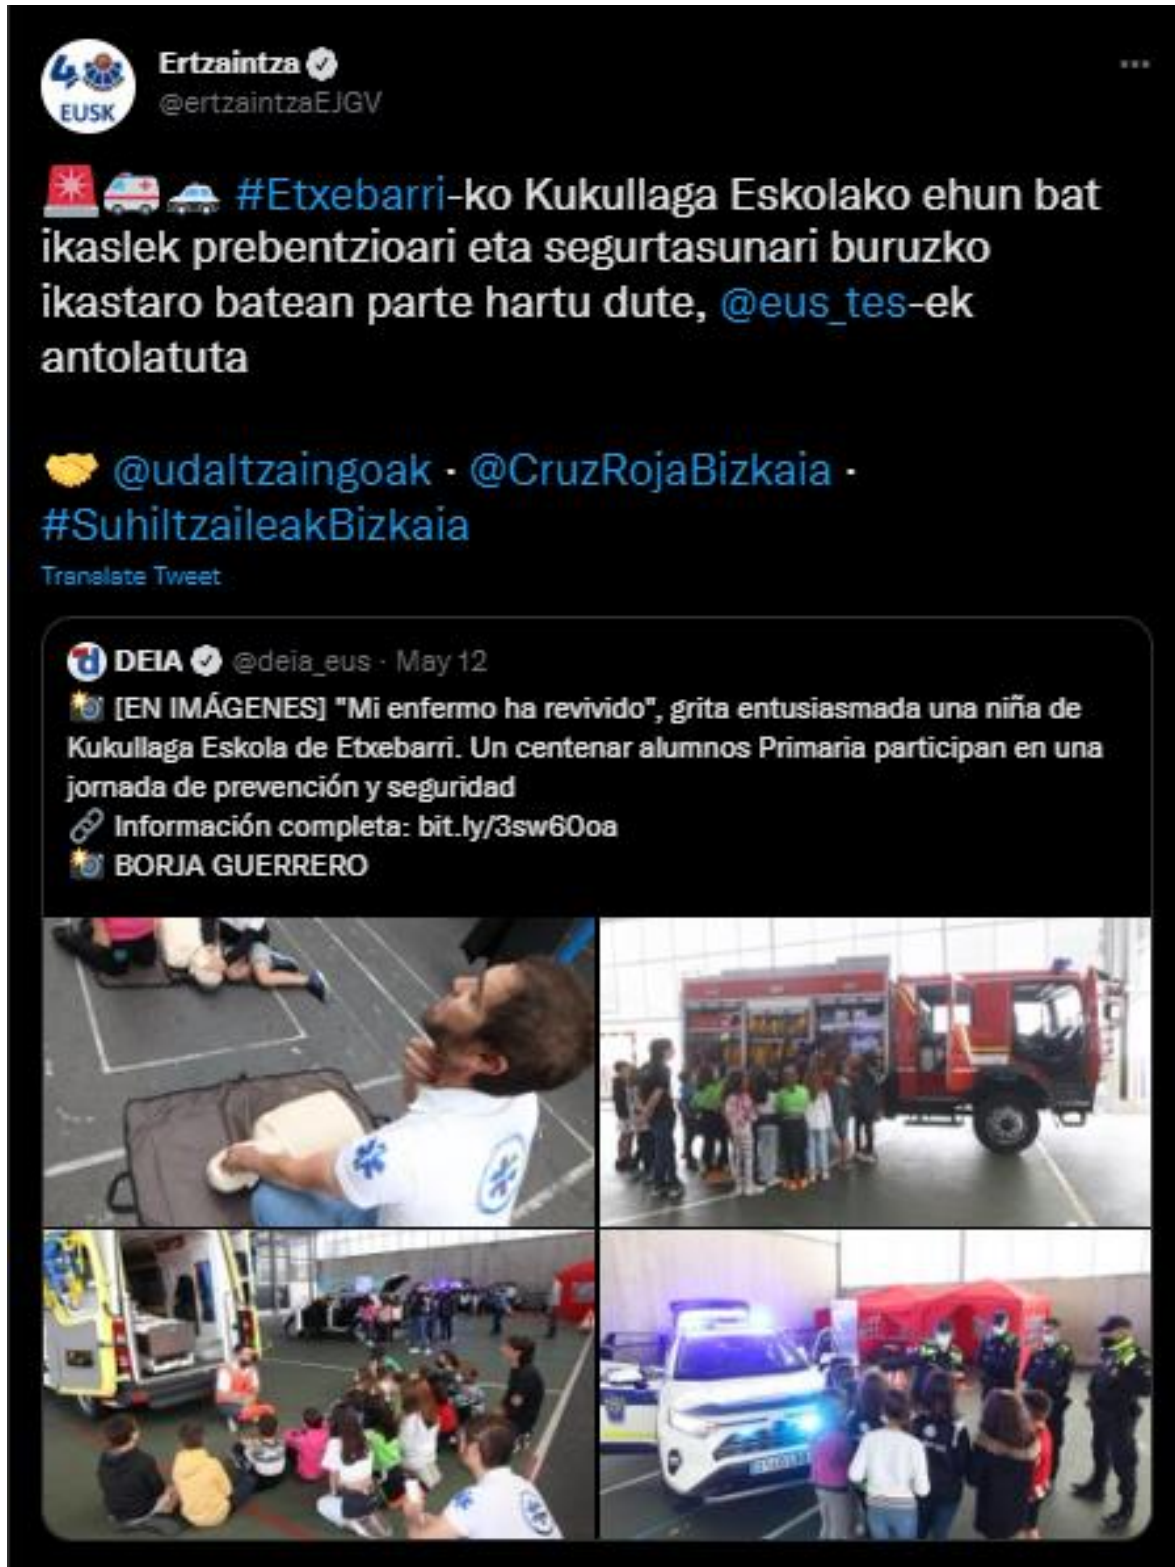 Ertzaintza
@ertzaintzaEJGV
EUSK
#Etxebarri-ko Kukullaga Eskolako ehun bat
ikaslek prebentzioari eta segurtasunari buruzko
ikastaro batean parte hartu dute, @eus_tes-ek
antolatuta
@udaltzaingoak · @CruzRojaBizkaia ·
#SuhiltzaileakBizkaia
Translate Tweet
DEIA @deia_eus · May 12
[EN IMÁGENES] "Mi enfermo ha revivido", grita entusiasmada una niña de
Kukullaga Eskola de Etxebarri. Un centenar alumnos Primaria participan en una
jornada de prevención y seguridad
Información completa: bit.ly/3sw6Ooa
BORJA GUERRERO